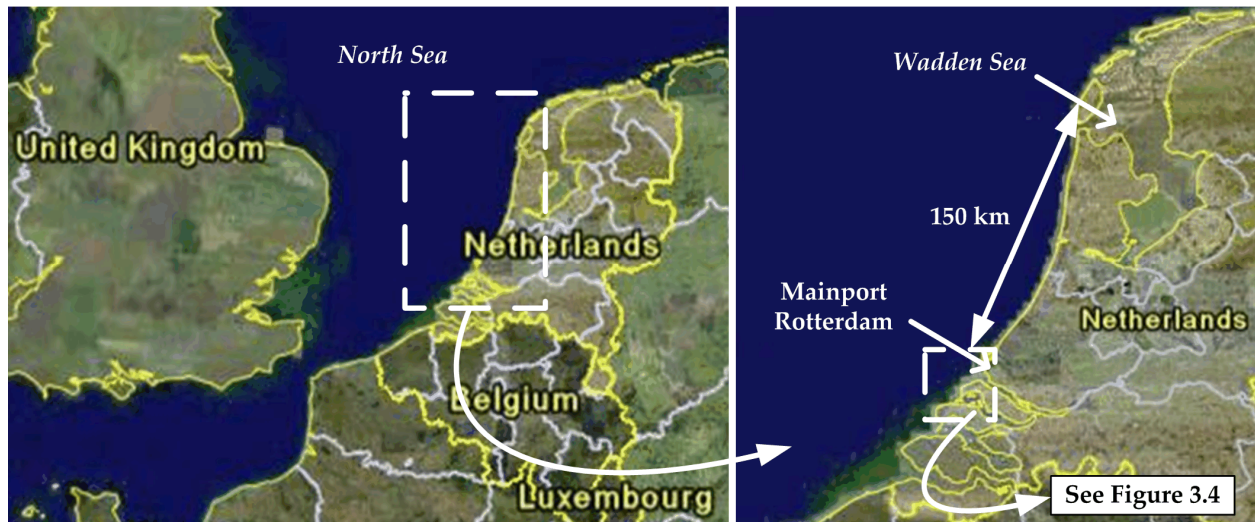 North Sea
United Kingdom
Netherlands
Belgium
Luxembourg
Wadden Sea
150 km
Mainport
Rotterdam
Netherlands
See Figure 3.4